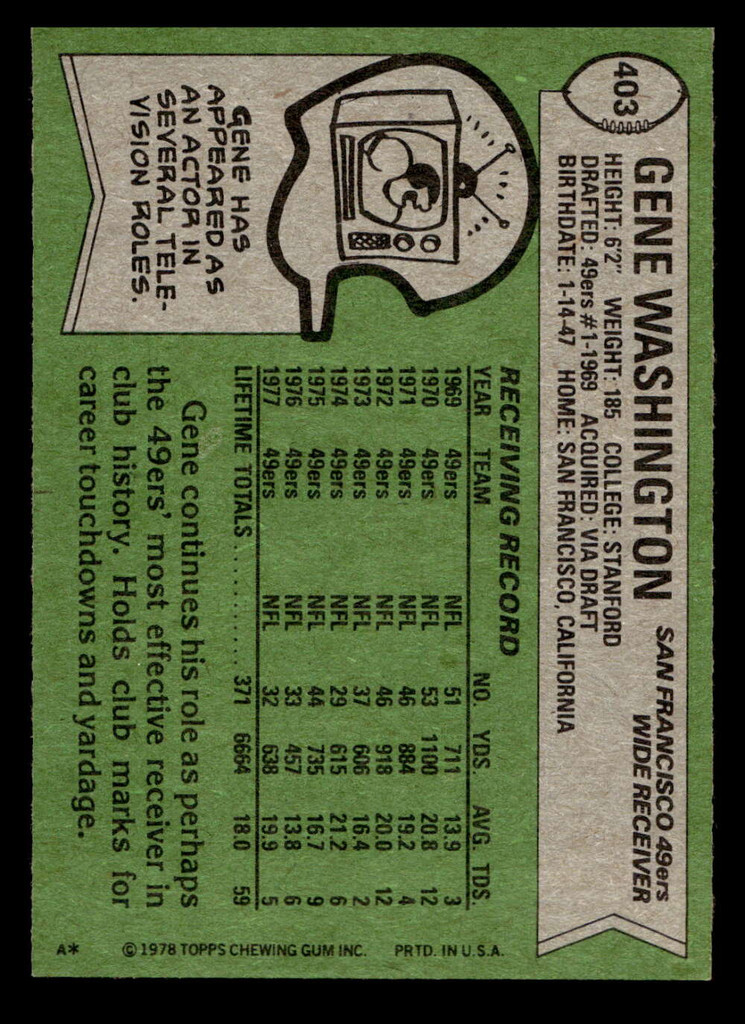 403
GENE WASHINGTON
SAN FRANCISCO 49ers
WIDE RECEIVER
HEIGHT: 6'2" WEIGHT: 185 COLLEGE: STANFORD
DRAFTED: 49ers #1-1969 ACQUIRED: VIA DRAFT
BIRTHDATE: 1-14-47 HOME: SAN FRANCISCO, CALIFORNIA
GENE HAS
APPEARED AS
AN ACTOR IN
SEVERAL TELE-
VISION ROLES.
RECEIVING RECORD
YEAR TEAM NO. YDS. AVG. TDS.
1969 49ers NFL 51 711 13.9 3
1970 49ers NFL 53 1100 20.8 12
1971 49ers NFL 46 884 19.2 4
1972 49ers NFL 46 918 20.0 12
1973 49ers NFL 37 606 16.4 2
1974 49ers NFL 29 615 21.2 6
1975 49ers NFL 44 735 16.7 9
1976 49ers NFL 33 457 13.8 6
1977 49ers NFL 32 638 19.9 5
LIFETIME TOTALS .......... 371 6664 18.0 59
Gene continues his role as perhaps
the 49ers' most effective receiver in
club history. Holds club marks for
career touchdowns and yardage.
A* © 1978 TOPPS CHEWING GUM INC. PRTD. IN U.S.A.